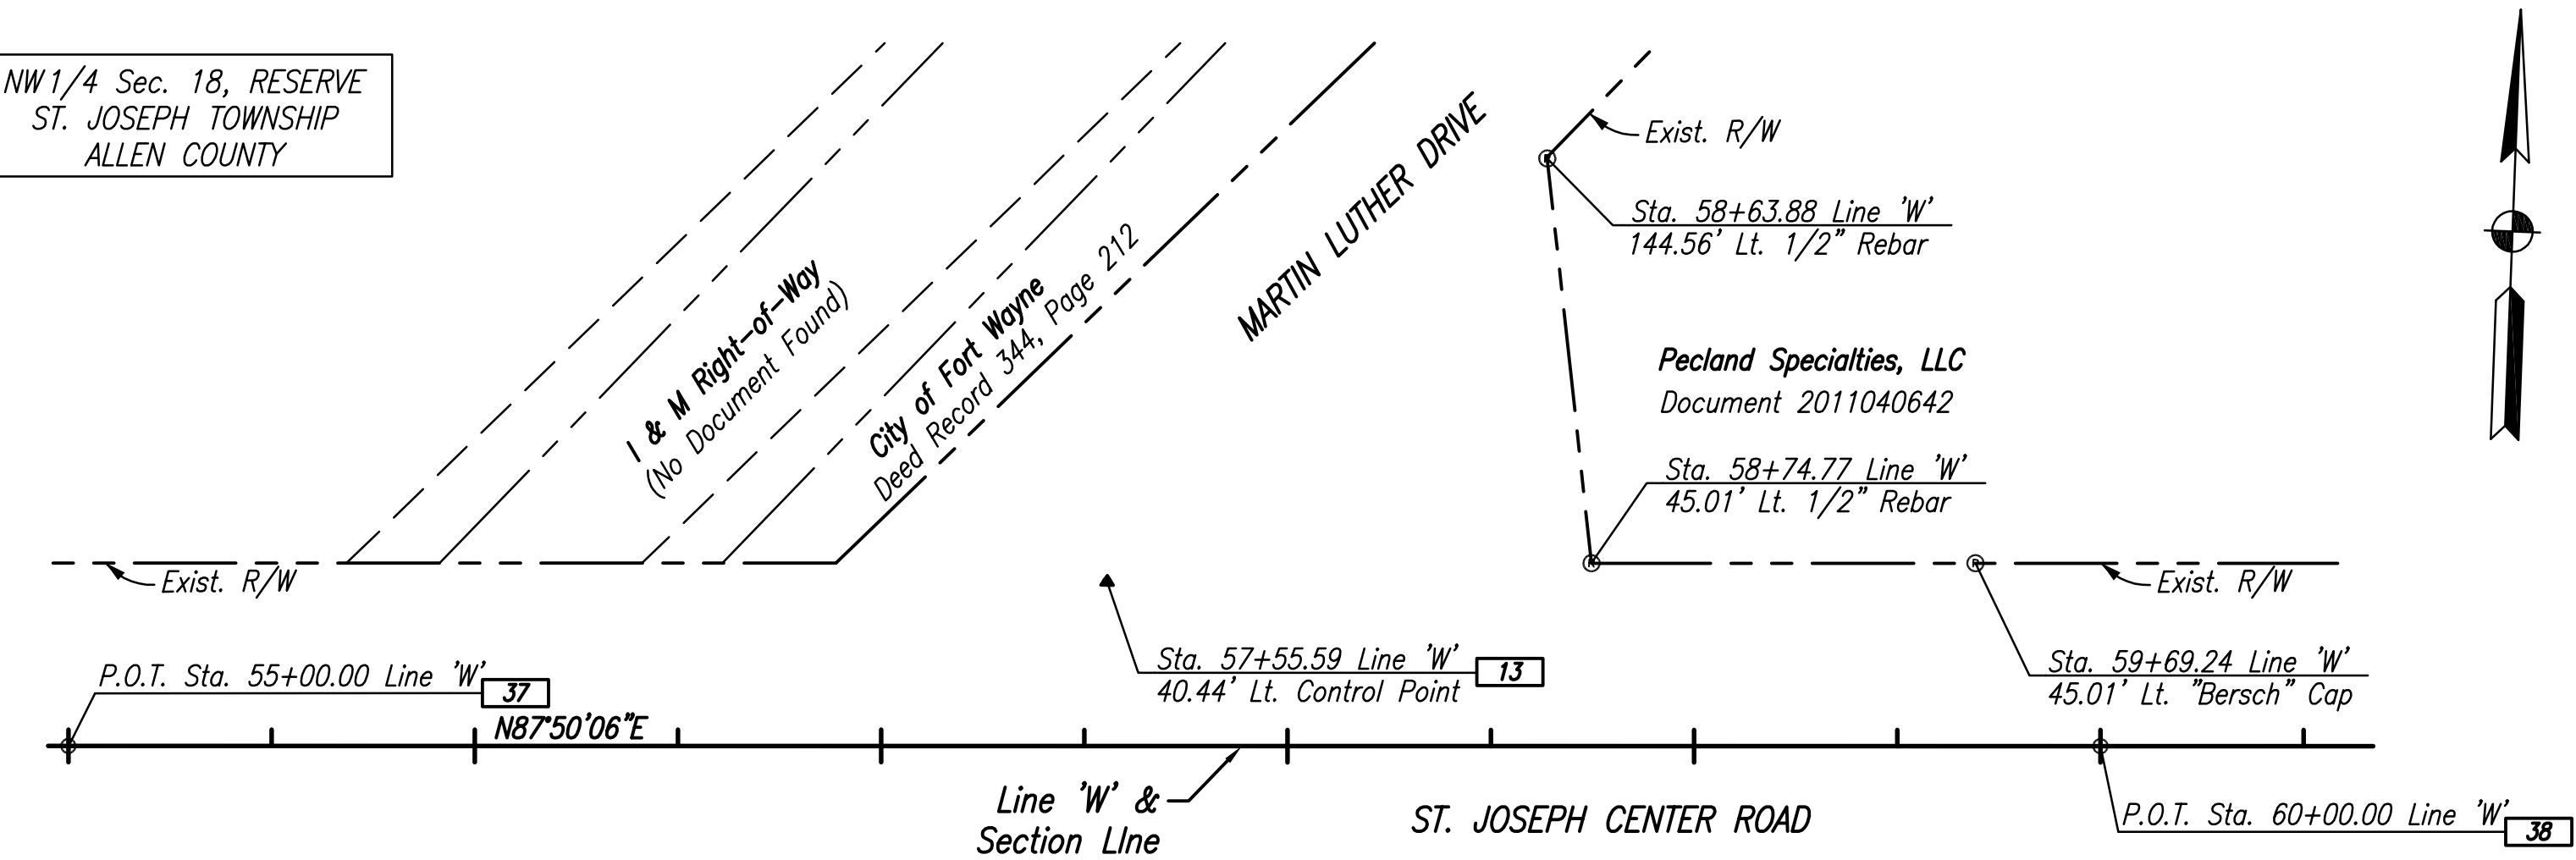 NW 1/4 Sec. 18, RESERVE
ST. JOSEPH TOWNSHIP
ALLEN COUNTY
I & M Right-of-Way
(No Document Found)
City of Fort Wayne
Deed Record 344, Page 212
MARTIN LUTHER DRIVE
Exist. R/W
Sta. 58+63.88 Line 'W'
144.56' Lt. 1/2" Rebar
Pecland Specialties, LLC
Document 2011040642
Sta. 58+74.77 Line 'W'
45.01' Lt. 1/2" Rebar
Exist. R/W
Exist. R/W
P.O.T. Sta. 55+00.00 Line 'W'
37
N87°50'06"E
Sta. 57+55.59 Line 'W'
40.44' Lt. Control Point
13
Sta. 59+69.24 Line 'W'
45.01' Lt. "Bersch" Cap
Line 'W' &
Section LIne
ST. JOSEPH CENTER ROAD
P.O.T. Sta. 60+00.00 Line 'W'
38